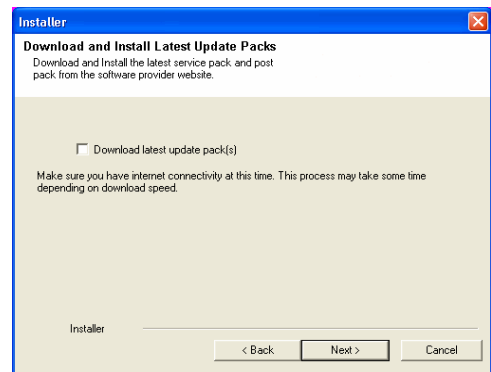 Installer
Download and Install Latest Update Packs
Download and Install the latest service pack and post
pack from the software provider website.
Download latest update pack(s)
Make sure you have internet connectivity at this time. This process may take some time
depending on download speed.
Installer
< Back
Next >
Cancel